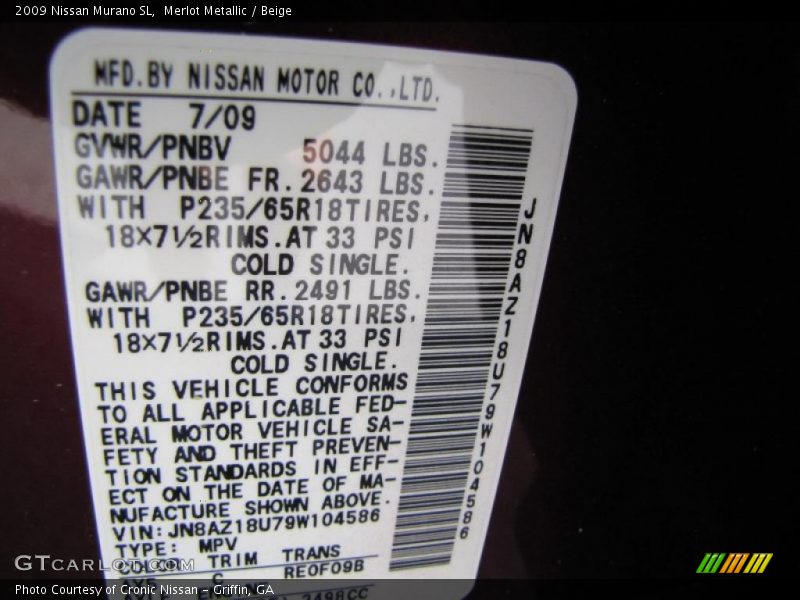 2009 Nissan Murano SL,  Merlot Metallic / Beige
MFD.BY NISSAN MOTOR CO.,LTD.
DATE 7/09
GVWR/PNBV 5044 LBS.
GAWR/PNBE FR.2643 LBS.
WITH P235/65R18TIRES,
18×7½RIMS.AT 33 PSI
COLD SINGLE.
GAWR/PNBE RR.2491 LBS.
WITH P235/65R18TIRES,
18×7½RIMS.AT 33 PSI
COLD SINGLE.
THIS VEHICLE CONFORMS
TO ALL APPLICABLE FED-
ERAL MOTOR VEHICLE SA-
FETY AND THEFT PREVEN-
TION STANDARDS IN EFF-
ECT ON THE DATE OF MA-
NUFACTURE SHOWN ABOVE.
VIN:JN8AZ18U79W104586
TYPE: MPV
COLOR TRIM TRANS
C RE0F09B
3498CC
JN8AZ18U79W104586
GTCARLOT.COM
Photo Courtesy of Cronic Nissan - Griffin, GA